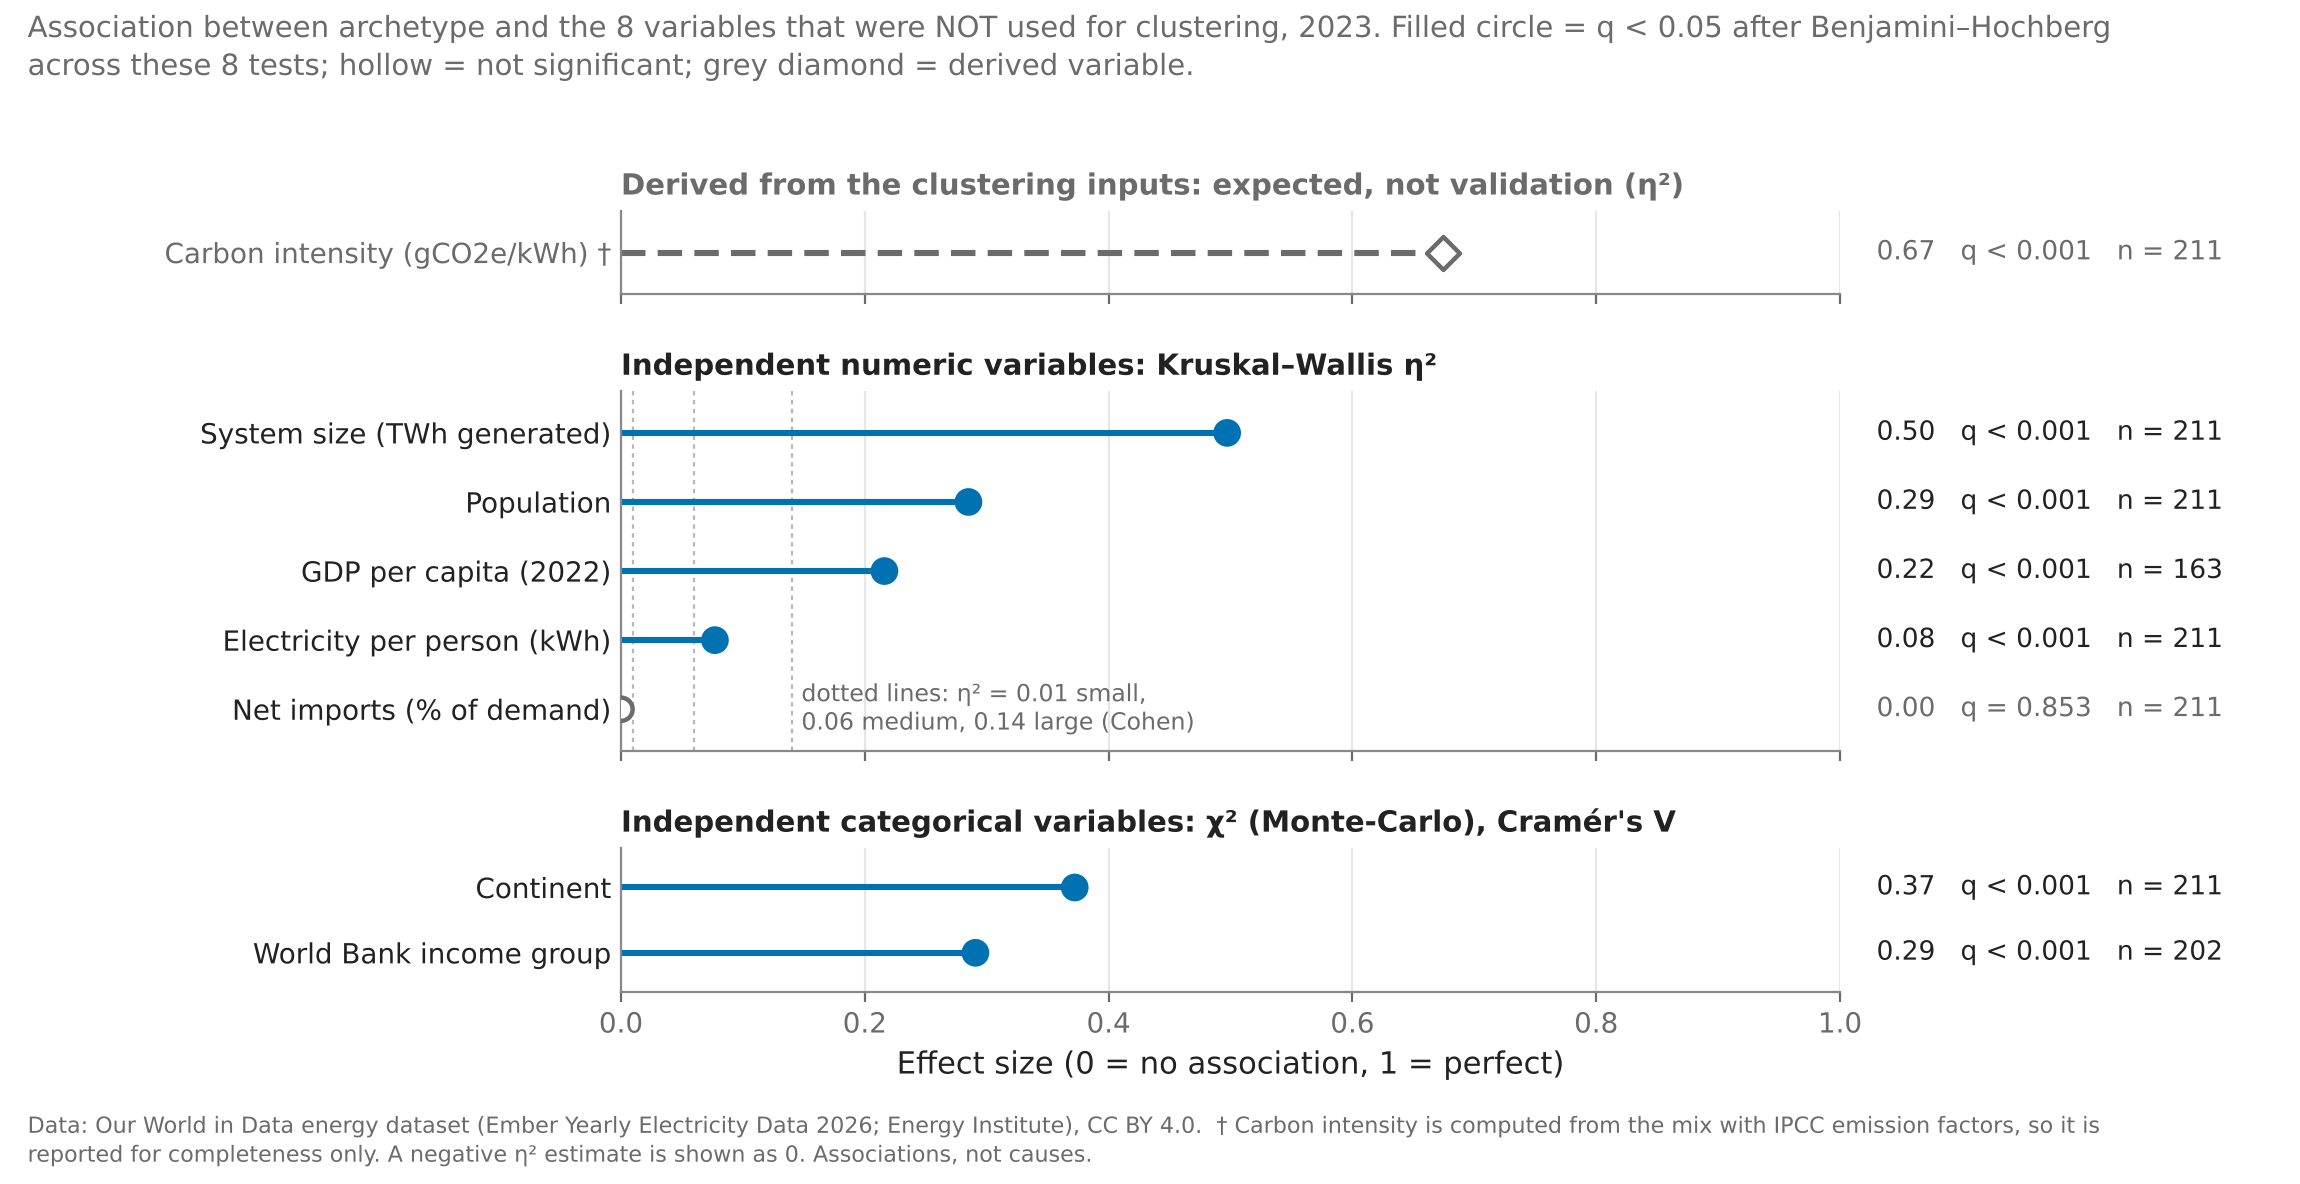 Association between archetype and the 8 variables that were NOT used for clustering, 2023. Filled circle = q < 0.05 after Benjamini–Hochberg
across these 8 tests; hollow = not significant; grey diamond = derived variable.
Derived from the clustering inputs: expected, not validation (η²)
Carbon intensity (gCO2e/kWh) † 0.67 q < 0.001 n = 211
Independent numeric variables: Kruskal–Wallis η²
System size (TWh generated) 0.50 q < 0.001 n = 211
Population 0.29 q < 0.001 n = 211
GDP per capita (2022) 0.22 q < 0.001 n = 163
Electricity per person (kWh) 0.08 q < 0.001 n = 211
Net imports (% of demand) 0.00 q = 0.853 n = 211
dotted lines: η² = 0.01 small,
0.06 medium, 0.14 large (Cohen)
Independent categorical variables: χ² (Monte-Carlo), Cramér's V
Continent 0.37 q < 0.001 n = 211
World Bank income group 0.29 q < 0.001 n = 202
0.0 0.2 0.4 0.6 0.8 1.0
Effect size (0 = no association, 1 = perfect)
Data: Our World in Data energy dataset (Ember Yearly Electricity Data 2026; Energy Institute), CC BY 4.0. † Carbon intensity is computed from the mix with IPCC emission factors, so it is
reported for completeness only. A negative η² estimate is shown as 0. Associations, not causes.